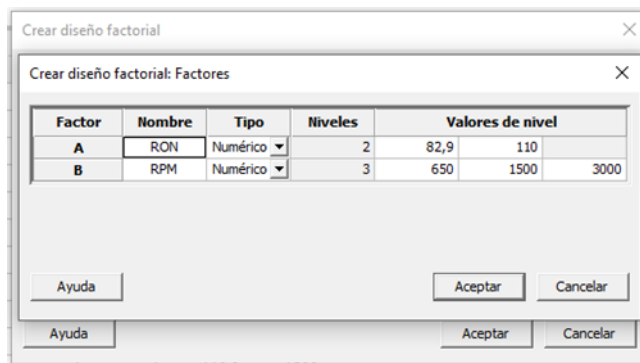 Crear diseño factorial
Crear diseño factorial: Factores
Factor Nombre Tipo Niveles Valores de nivel
A RON Numérico 2 82,9 110
B RPM Numérico 3 650 1500 3000
Ayuda Aceptar Cancelar
Ayuda Aceptar Cancelar